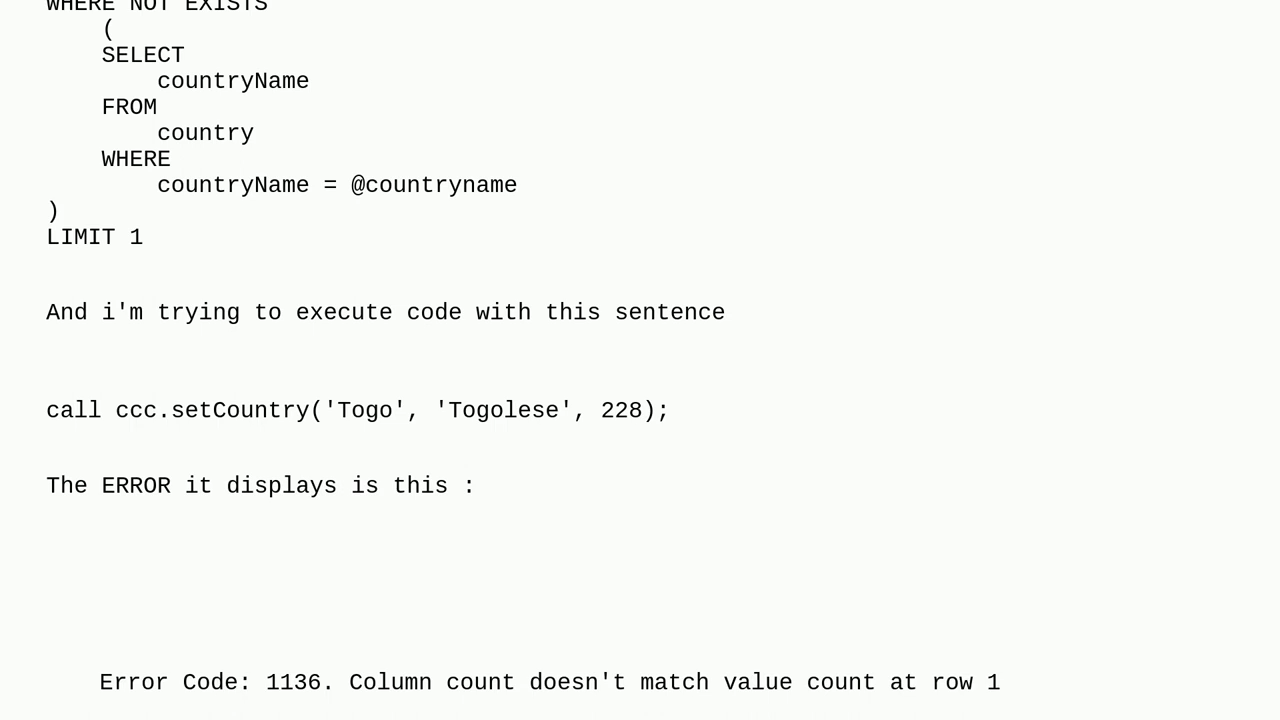 WHERE NOT EXISTS
(
SELECT
countryName
FROM
country
WHERE
countryName = @countryname
)
LIMIT 1
And i'm trying to execute code with this sentence
call ccc.setCountry('Togo', 'Togolese', 228);
The ERROR it displays is this :
Error Code: 1136. Column count doesn't match value count at row 1